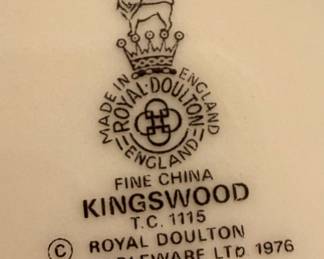 MADE IN ENGLAND
ROYAL·DOULTON
ENGLAND
FINE CHINA
KINGSWOOD
T.C. 1115
© ROYAL DOULTON
LTD 1976